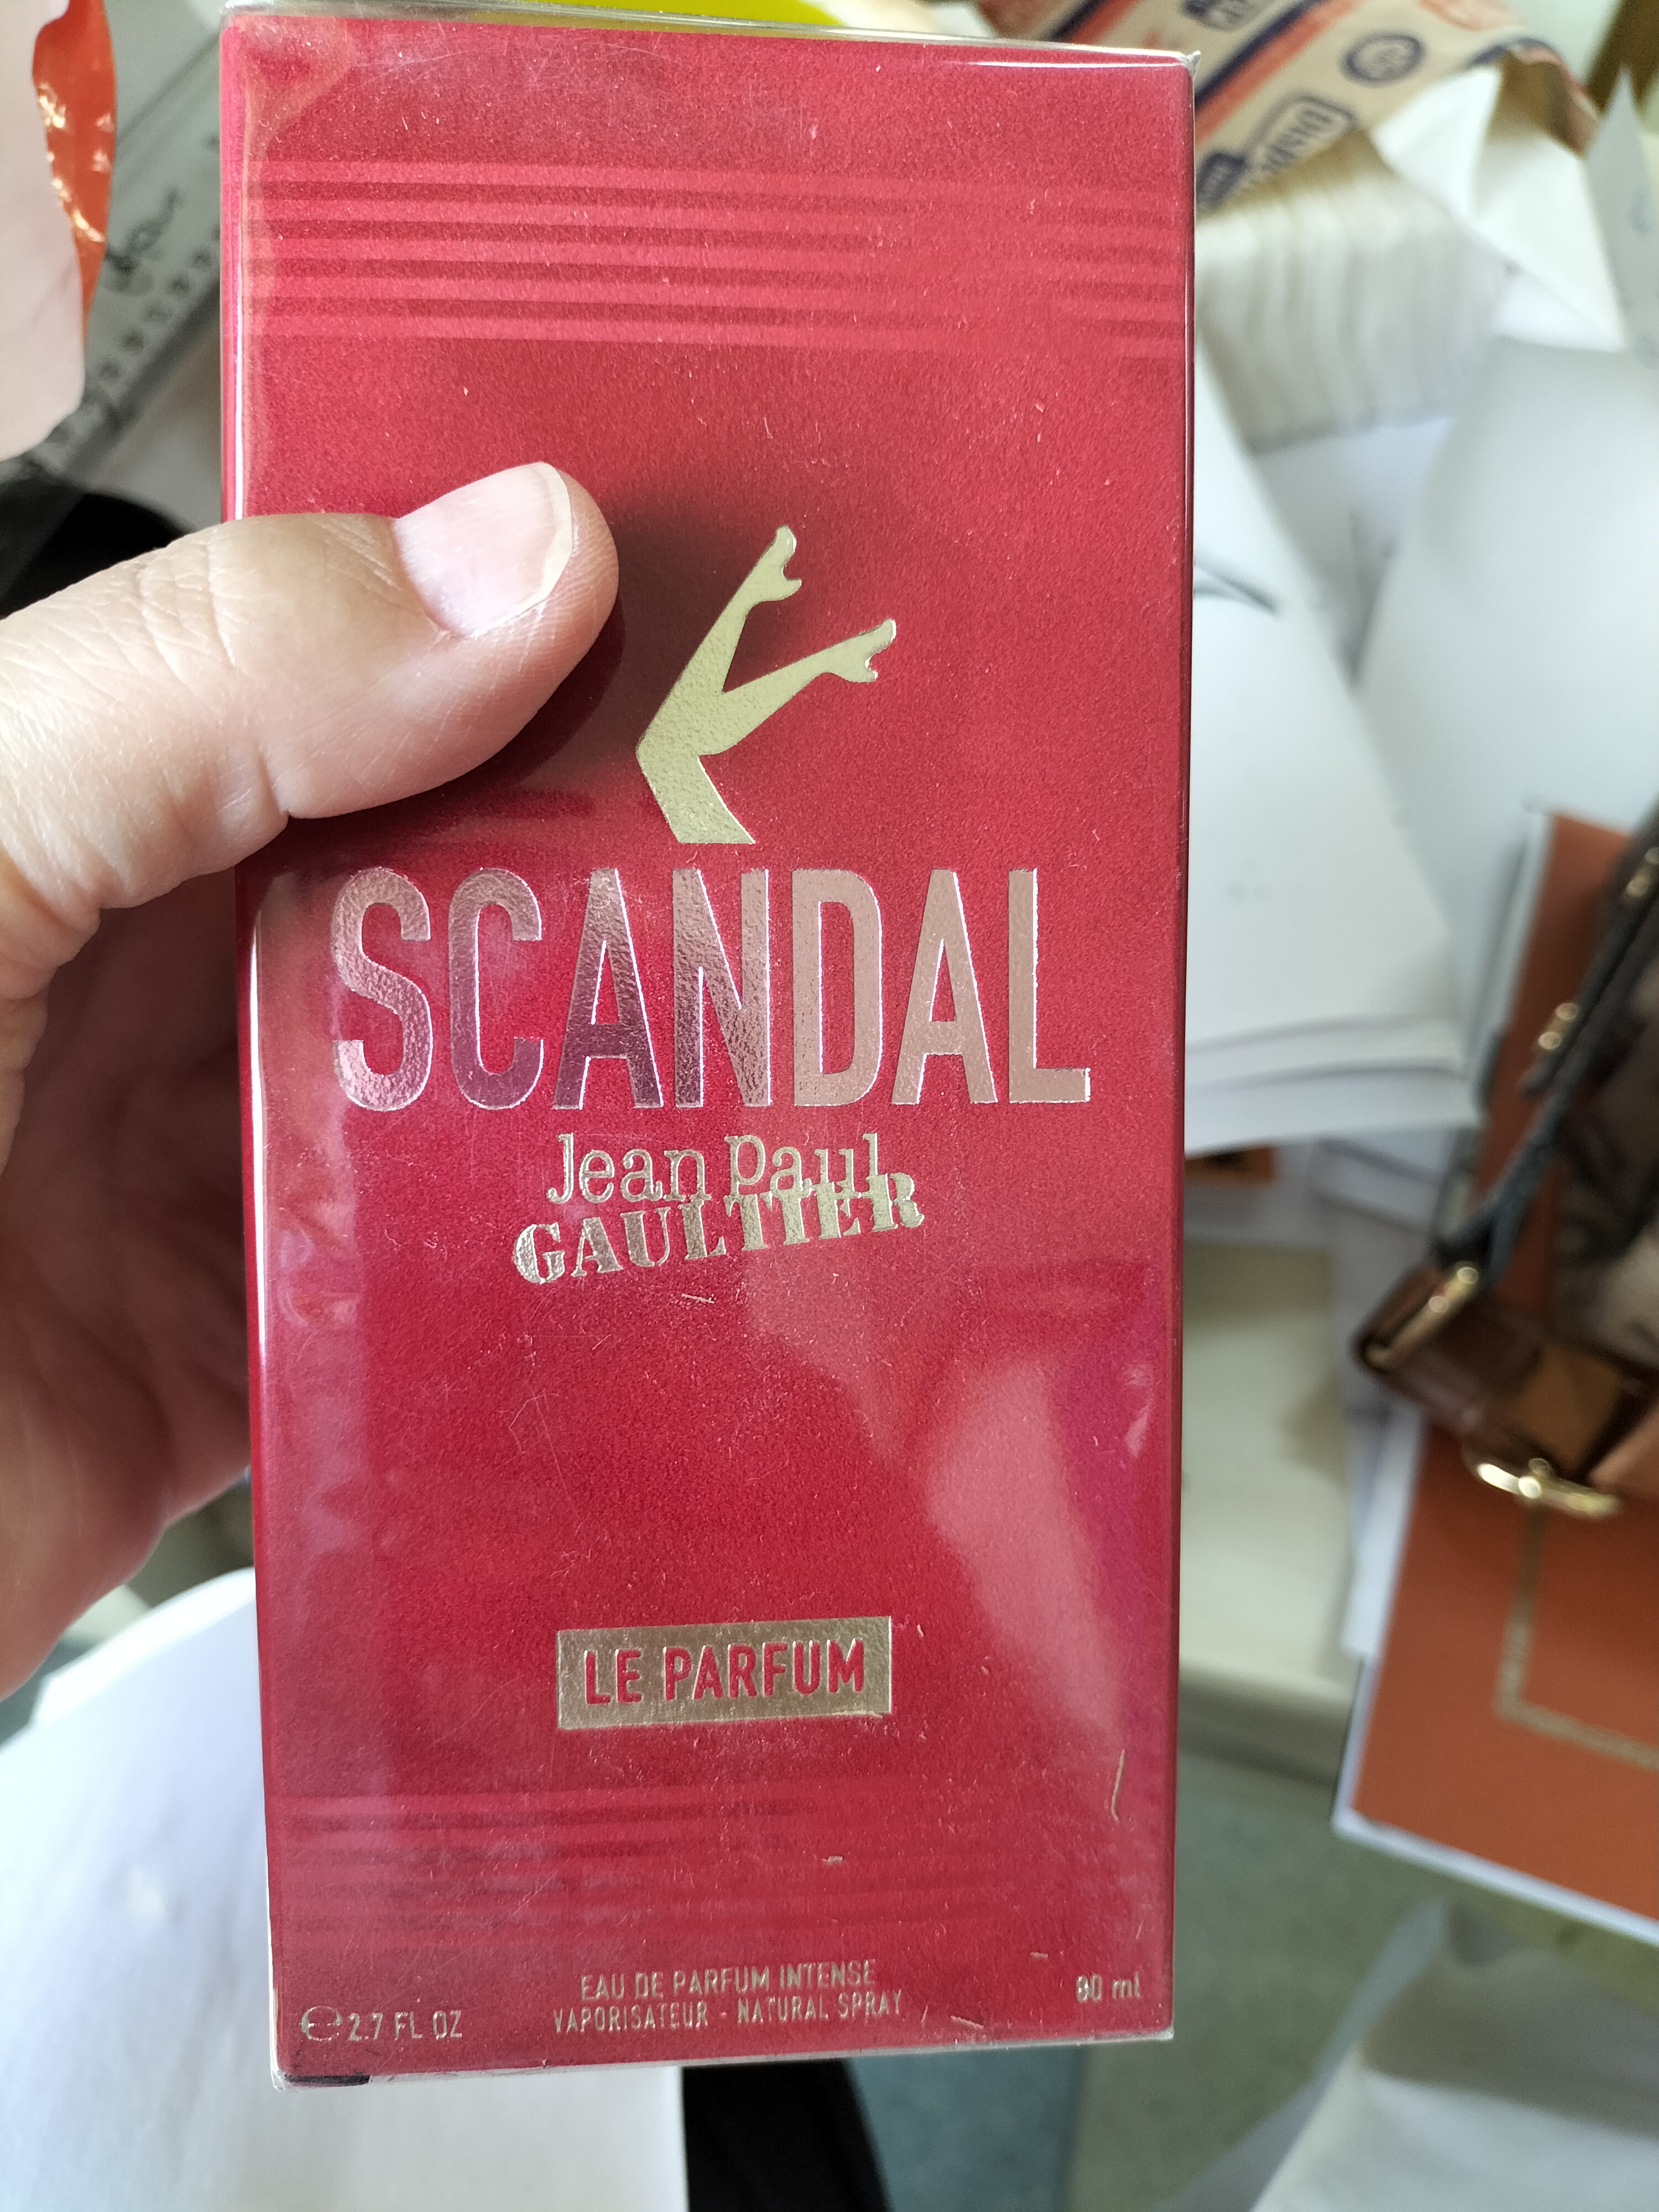 SCANDAL
Jean Paul
GAULTIER
LE PARFUM
EAU DE PARFUM INTENSE
VAPORISATEUR - NATURAL SPRAY
℮ 2.7 FL OZ
80 ml